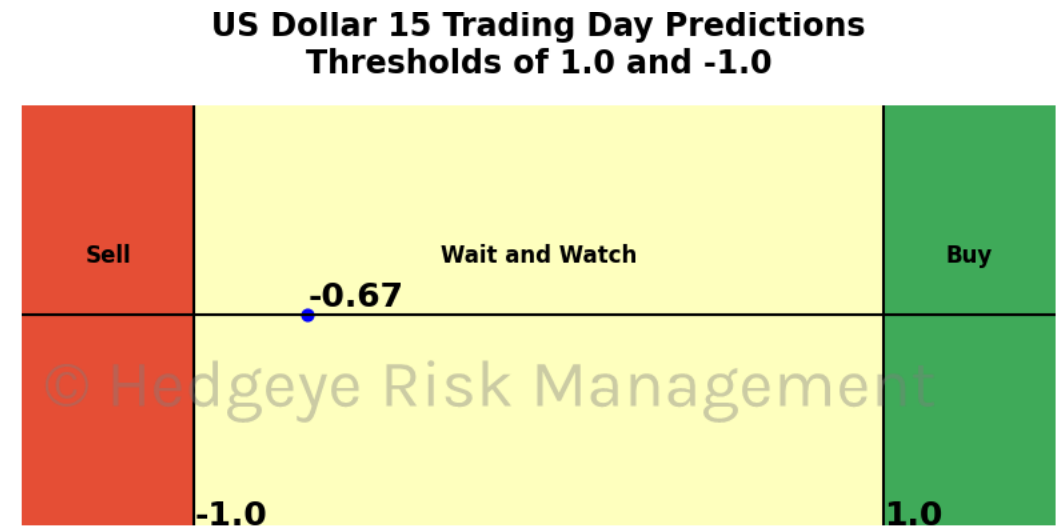 US Dollar 15 Trading Day Predictions
Thresholds of 1.0 and -1.0
Sell
Wait and Watch
Buy
-0.67
© Hedgeye Risk Management
-1.0
1.0